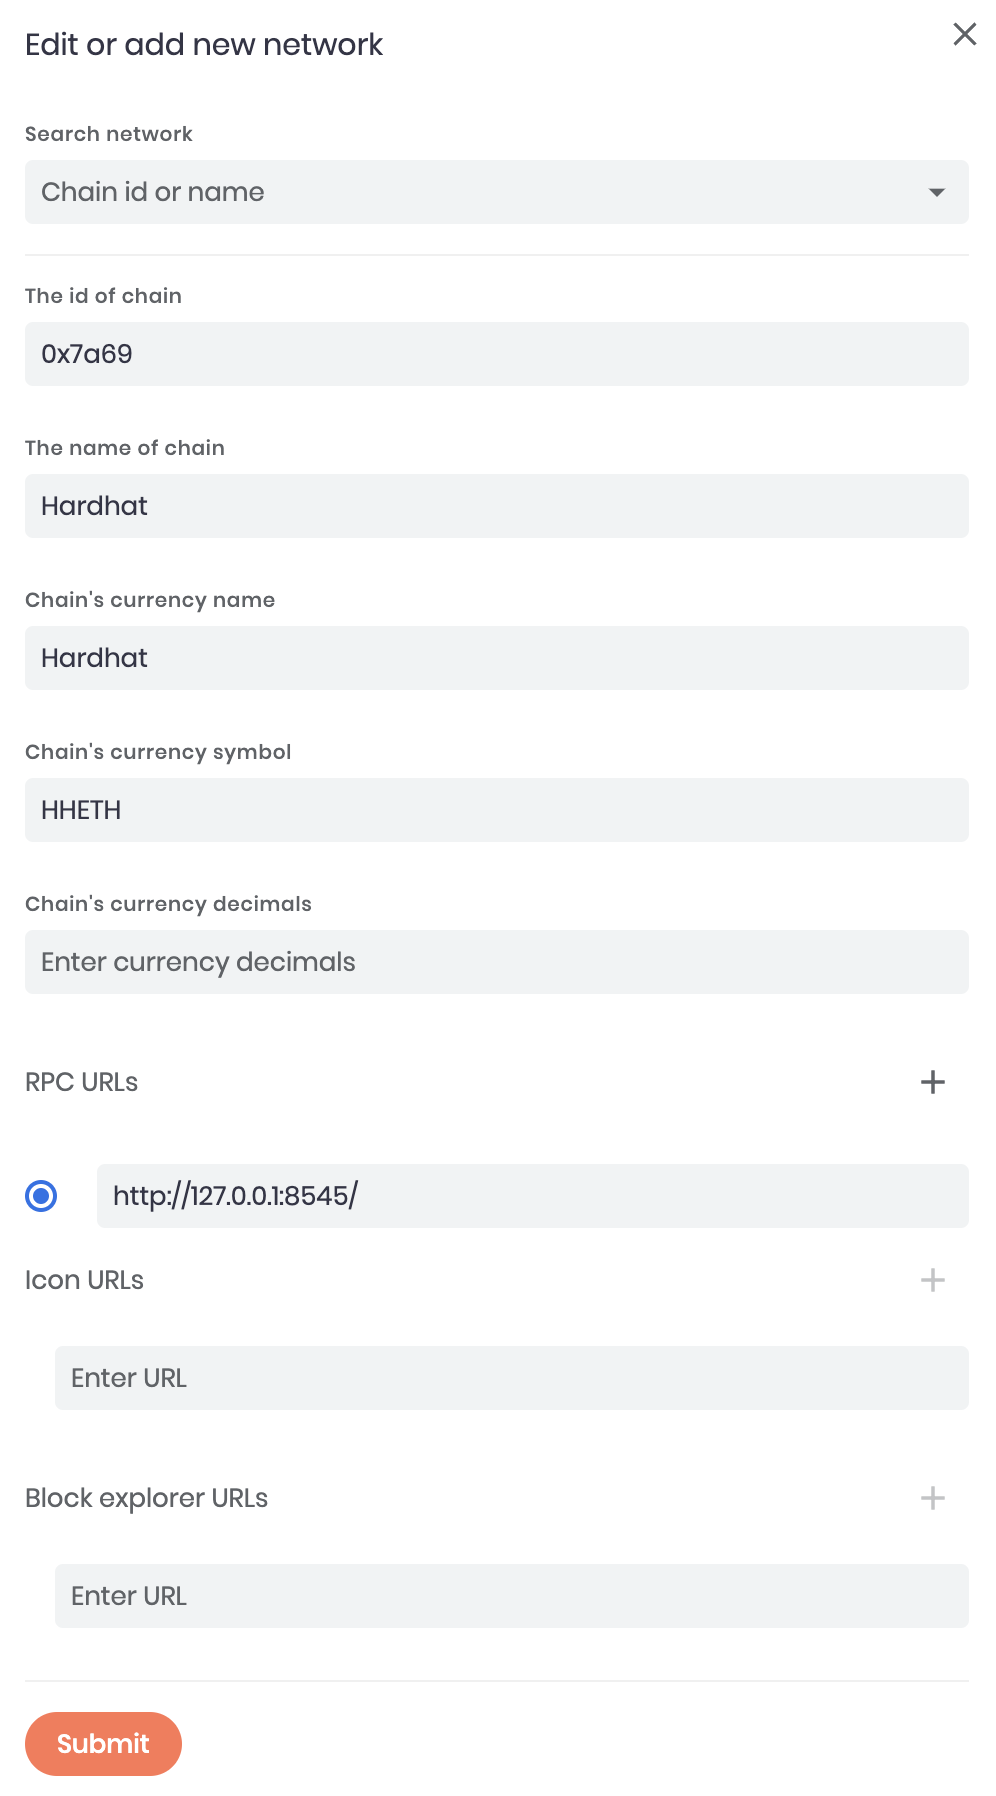 Edit or add new network
Search network
Chain id or name
The id of chain
0x7a69
The name of chain
Hardhat
Chain's currency name
Hardhat
Chain's currency symbol
HHETH
Chain's currency decimals
Enter currency decimals
RPC URLs
http://127.0.0.1:8545/
Icon URLs
Enter URL
Block explorer URLs
Enter URL
Submit